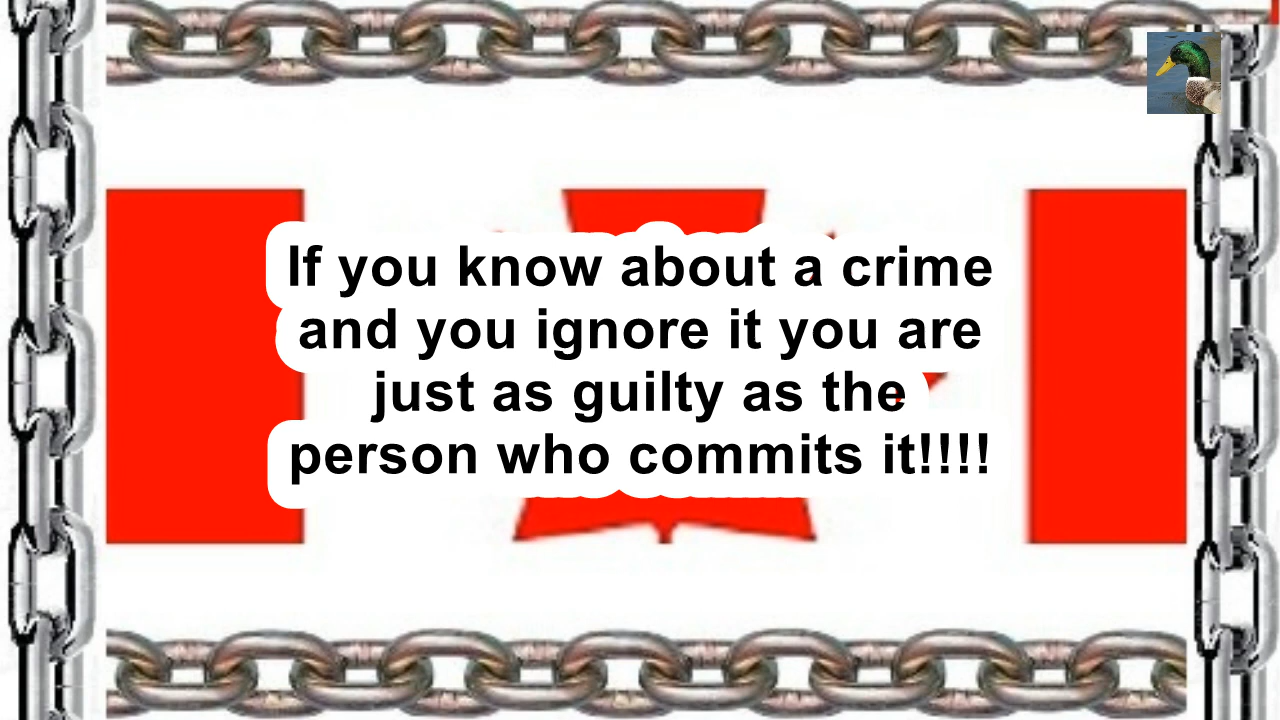 If you know about a crime
and you ignore it you are
just as guilty as the
person who commits it!!!!